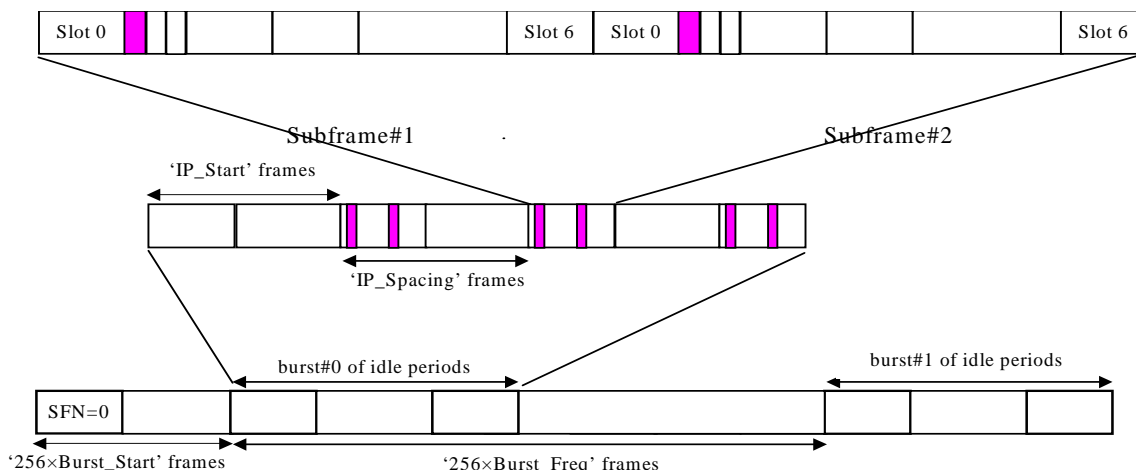 Slot 0 Slot 6 Slot 0 Slot 6
Subframe#1 Subframe#2
‘IP_Start’ frames
‘IP_Spacing’ frames
burst#0 of idle periods burst#1 of idle periods
SFN=0
‘256×Burst_Start’ frames ‘256×Burst_Freq’ frames